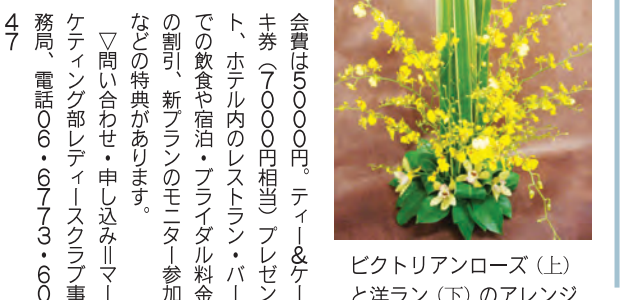 会費は５０００円。ティー&ケー
キ券（７０００円相当）プレゼン
ト、ホテル内のレストラン・バー
での飲食や宿泊・ブライダル料金
の割引、新プランのモニター参加
などの特典があります。
▽問い合わせ・申し込み＝マー
ケティング部レディースクラブ事
務局、電話０６・６７７３・６０
４７
ビクトリアンローズ（上）
と洋ラン（下）のアレンジ